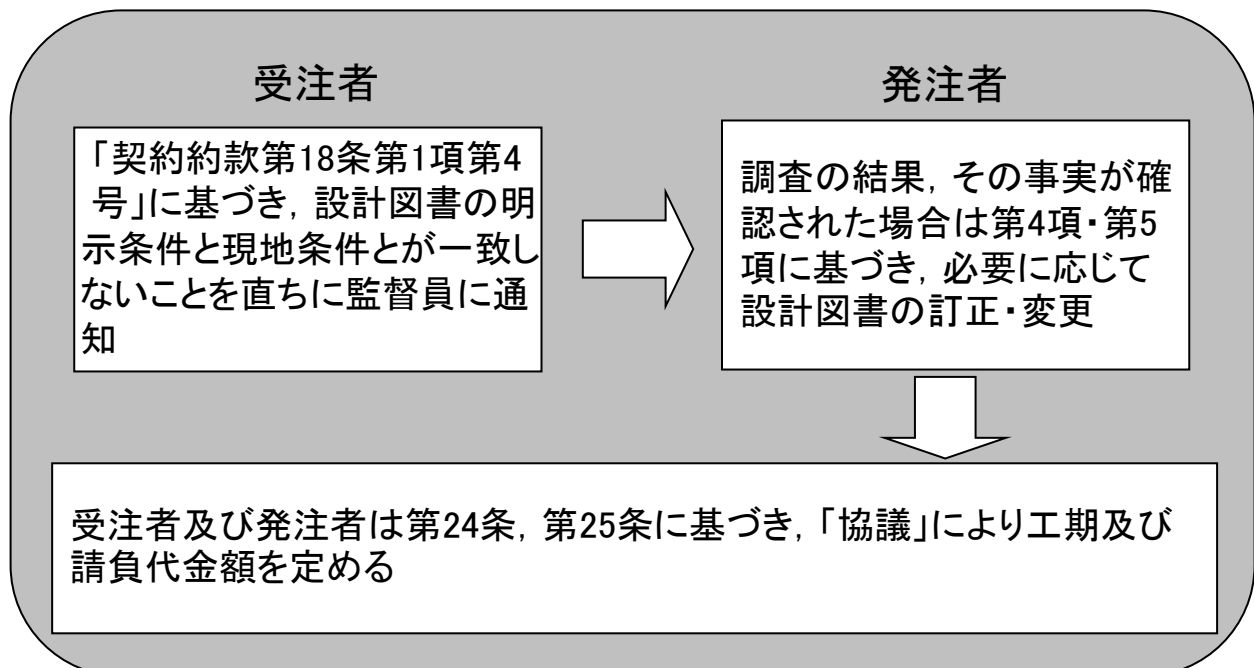 受注者
発注者
「契約約款第18条第1項第4
号」に基づき,設計図書の明
示条件と現地条件とが一致し
ないことを直ちに監督員に通
知
調査の結果,その事実が確
認された場合は第4項・第5
項に基づき,必要に応じて
設計図書の訂正・変更
受注者及び発注者は第24条,第25条に基づき,「協議」により工期及び
請負代金額を定める